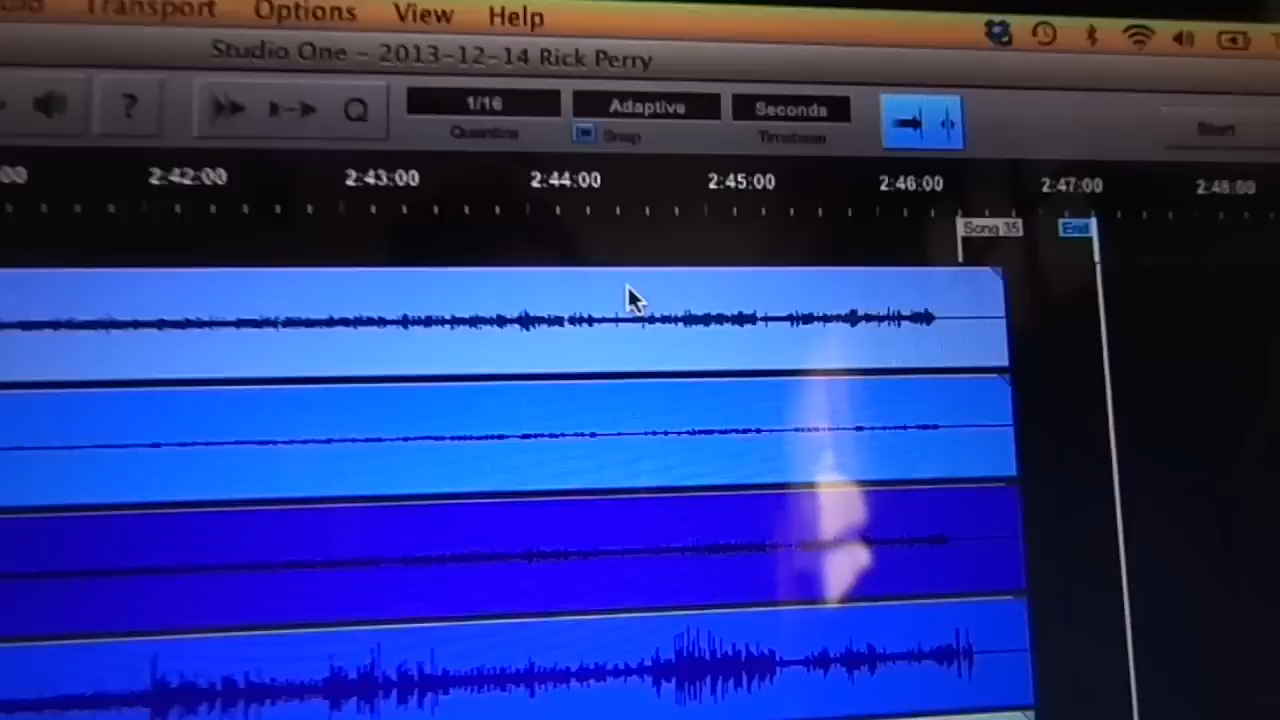 Transport Options View Help
Studio One - 2013-12-14 Rick Perry
? Q 1/16 Adaptive Seconds Start
Quantize Snap Timebase
00 2:42:00 2:43:00 2:44:00 2:45:00 2:46:00 2:47:00 2:48:00
Song 35 End